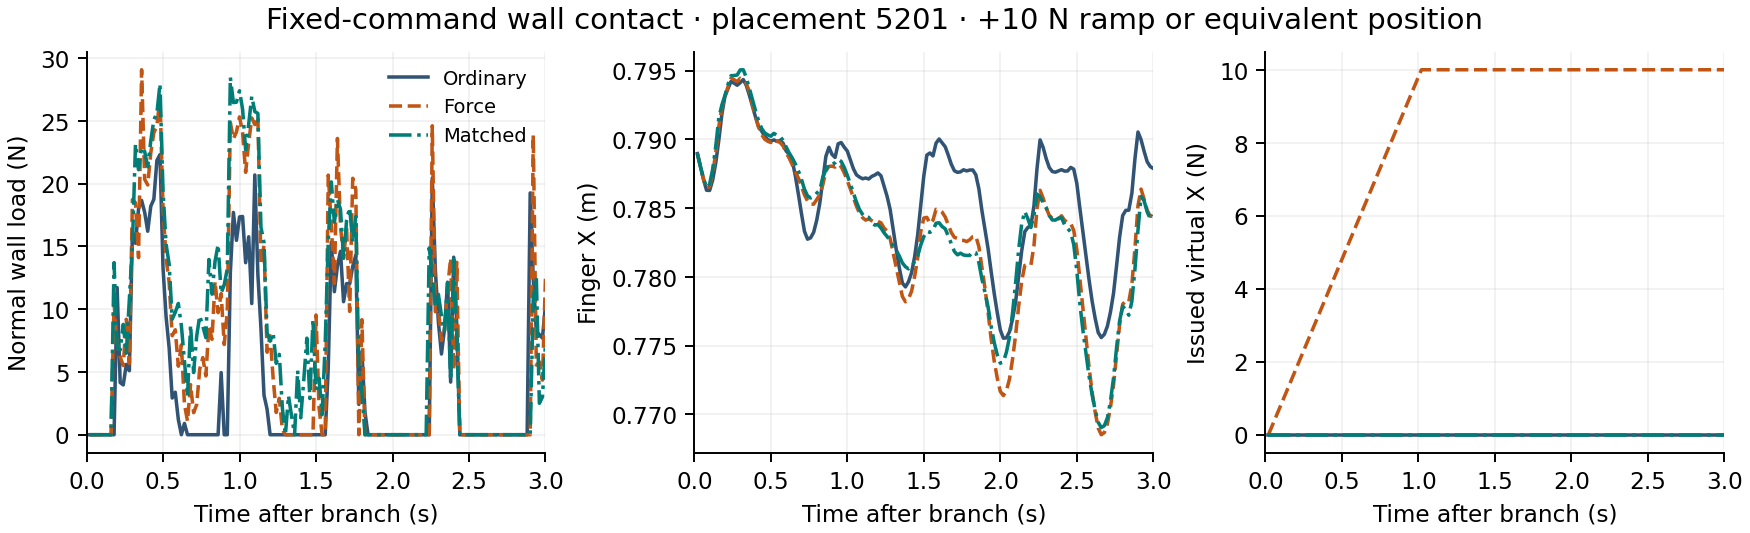 Fixed-command wall contact · placement 5201 · +10 N ramp or equivalent position
Normal wall load (N)
30
25
20
15
10
5
0
0.0 0.5 1.0 1.5 2.0 2.5 3.0
Time after branch (s)
Ordinary
Force
Matched
Finger X (m)
0.795
0.790
0.785
0.780
0.775
0.770
0.0 0.5 1.0 1.5 2.0 2.5 3.0
Time after branch (s)
Issued virtual X (N)
10
8
6
4
2
0
0.0 0.5 1.0 1.5 2.0 2.5 3.0
Time after branch (s)